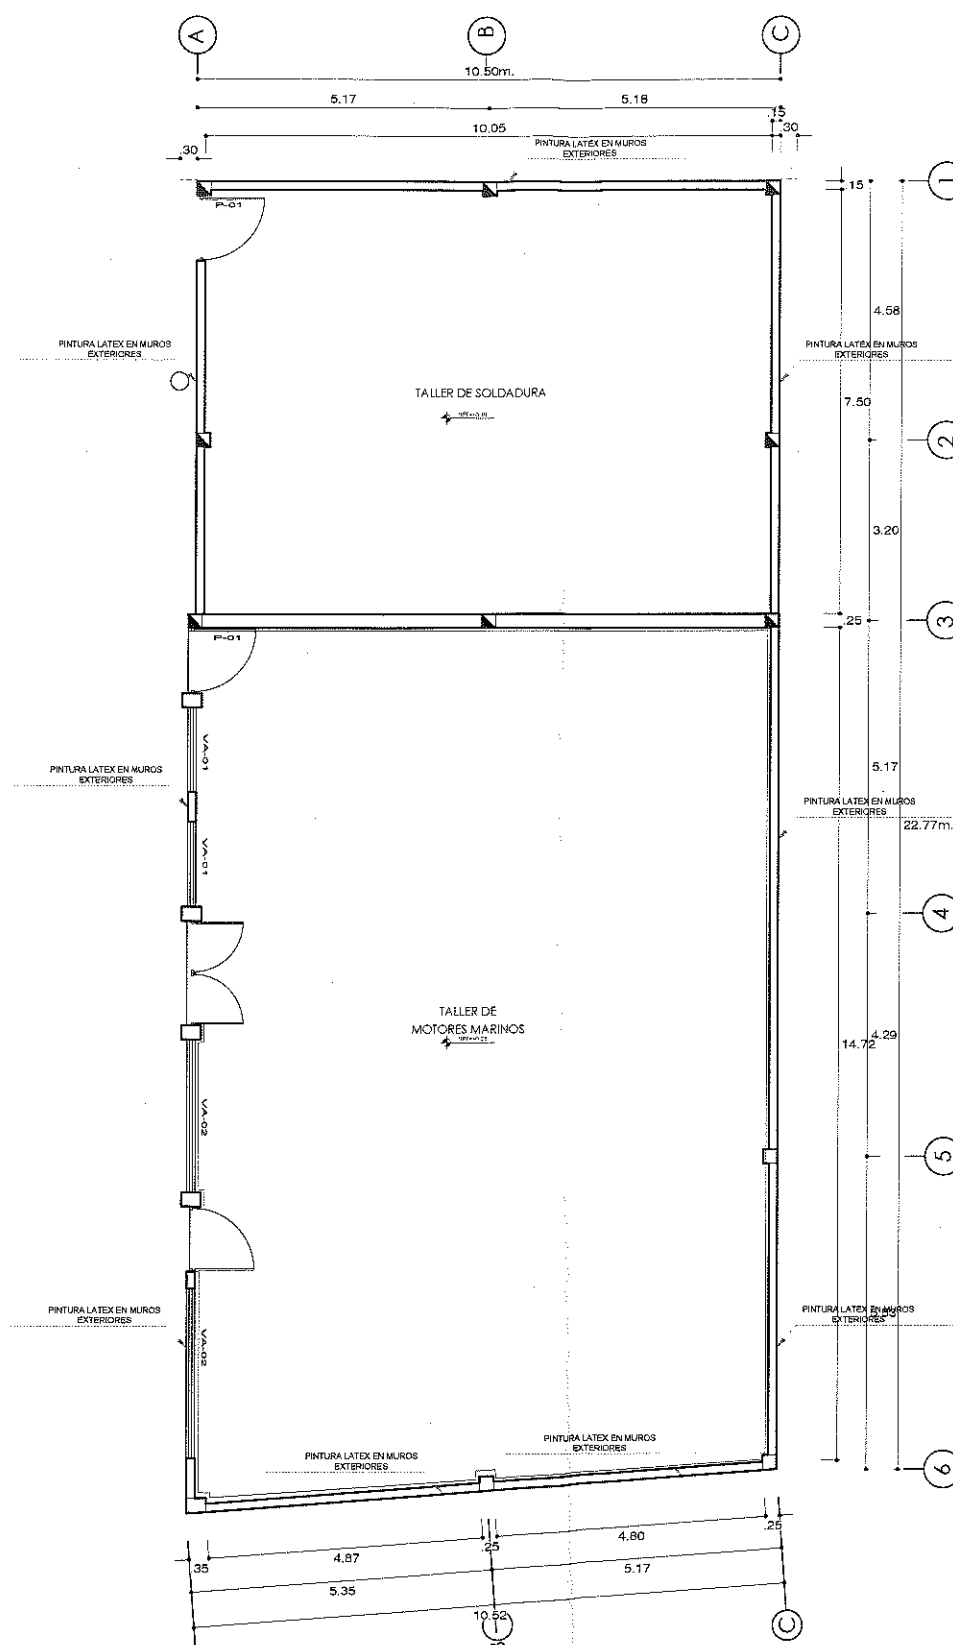 A
B
C
10.50m.
5.17
5.18
.15
10.05
.30
.30
PINTURA LATEX EN MUROS
EXTERIORES
1
.15
P-01
4.58
PINTURA LATEX EN MUROS
EXTERIORES
PINTURA LATEX EN MUROS
EXTERIORES
TALLER DE SOLDADURA
7.50
2
3.20
.25
3
P-01
VA-01
5.17
PINTURA LATEX EN MUROS
EXTERIORES
PINTURA LATEX EN MUROS
EXTERIORES
22.77m.
VA-01
4
TALLER DE
MOTORES MARINOS
4.29
14.72
VA-02
5
PINTURA LATEX EN MUROS
EXTERIORES
PINTURA LATEX EN MUROS
EXTERIORES
VA-02
PINTURA LATEX EN MUROS
EXTERIORES
PINTURA LATEX EN MUROS
EXTERIORES
6
.35
4.87
.25
4.80
.25
5.35
5.17
10.52
C